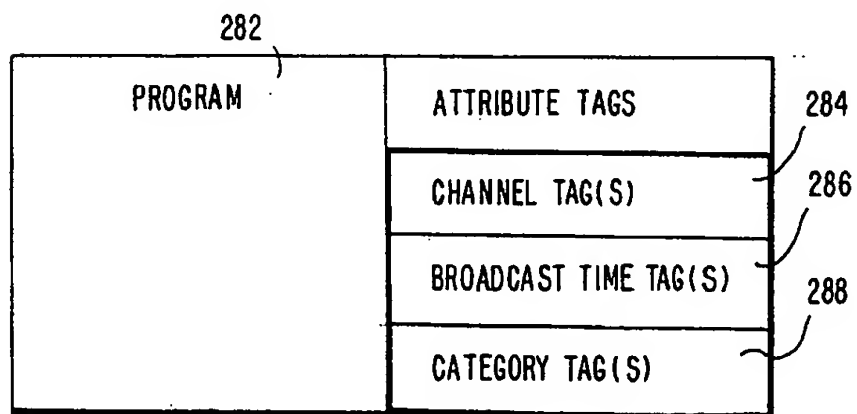 282
PROGRAM
ATTRIBUTE TAGS
284
CHANNEL TAG(S)
286
BROADCAST TIME TAG(S)
288
CATEGORY TAG(S)